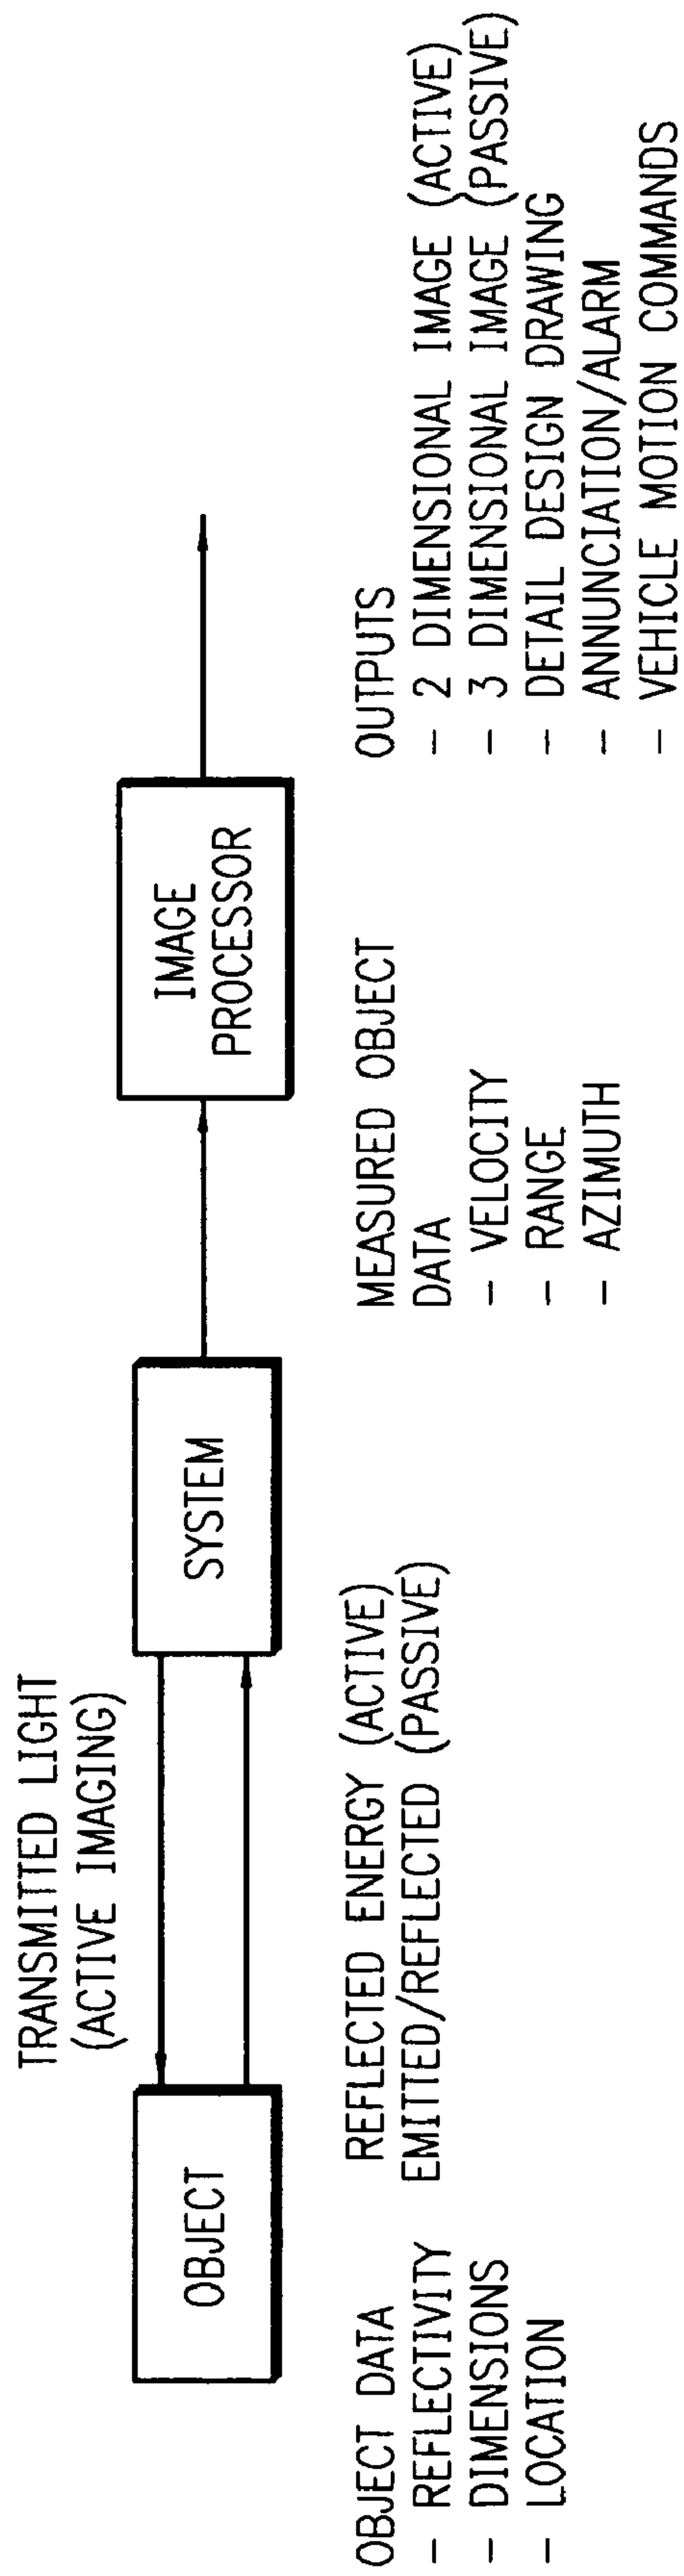 TRANSMITTED LIGHT
(ACTIVE IMAGING)
OBJECT
SYSTEM
IMAGE
PROCESSOR
OBJECT DATA
- REFLECTIVITY
- DIMENSIONS
- LOCATION
REFLECTED ENERGY (ACTIVE)
EMITTED/REFLECTED (PASSIVE)
MEASURED OBJECT
DATA
- VELOCITY
- RANGE
- AZIMUTH
OUTPUTS
- 2 DIMENSIONAL IMAGE (ACTIVE)
- 3 DIMENSIONAL IMAGE (PASSIVE)
- DETAIL DESIGN DRAWING
- ANNUNCIATION/ALARM
- VEHICLE MOTION COMMANDS